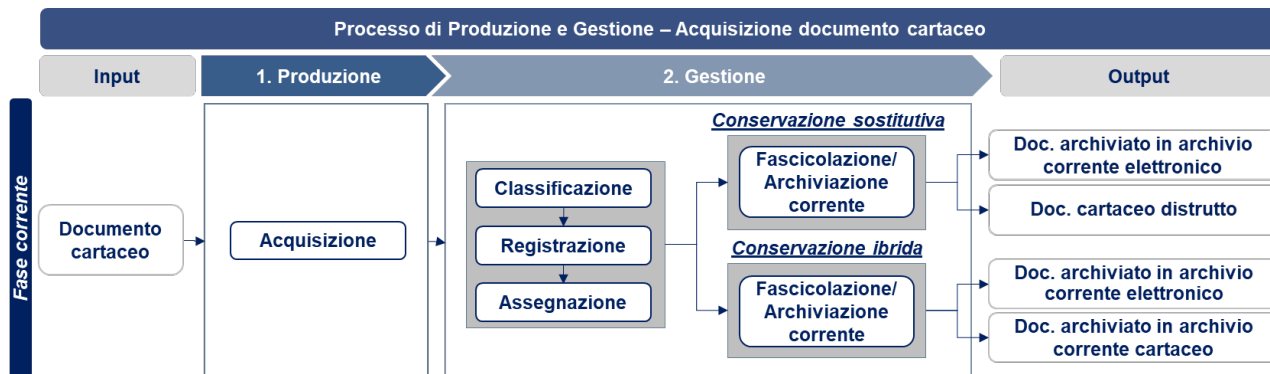 Processo di Produzione e Gestione – Acquisizione documento cartaceo
Input
1. Produzione
2. Gestione
Output
Fase corrente
Documento
cartaceo
Acquisizione
Classificazione
Registrazione
Assegnazione
Conservazione sostitutiva
Fascicolazione/
Archiviazione
corrente
Conservazione ibrida
Fascicolazione/
Archiviazione
corrente
Doc. archiviato in archivio
corrente elettronico
Doc. cartaceo distrutto
Doc. archiviato in archivio
corrente elettronico
Doc. archiviato in archivio
corrente cartaceo